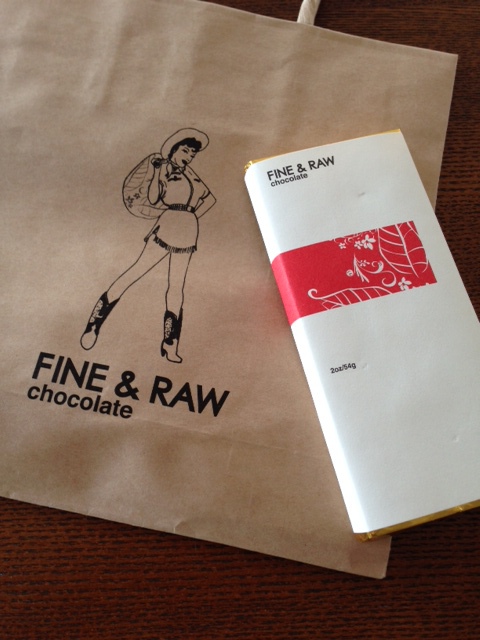 FINE & RAW
chocolate
2oz/54g
FINE & RAW
chocolate